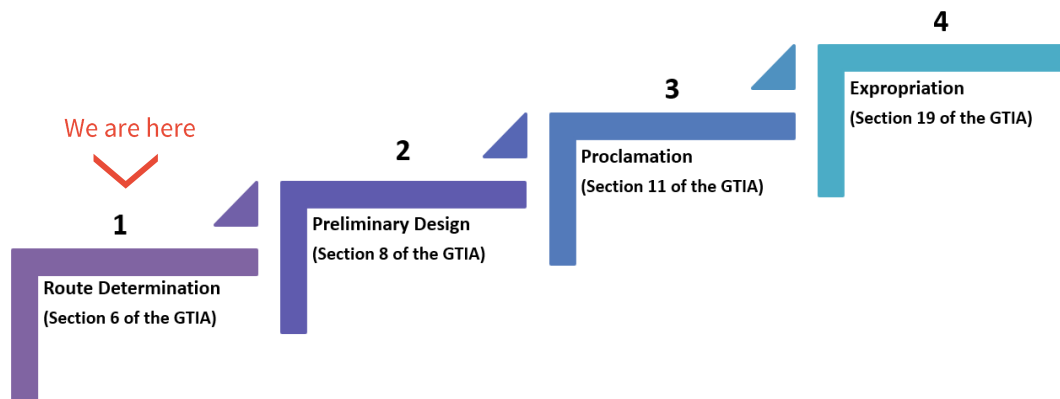 We are here
1
Route Determination
(Section 6 of the GTIA)
2
Preliminary Design
(Section 8 of the GTIA)
3
Proclamation
(Section 11 of the GTIA)
4
Expropriation
(Section 19 of the GTIA)